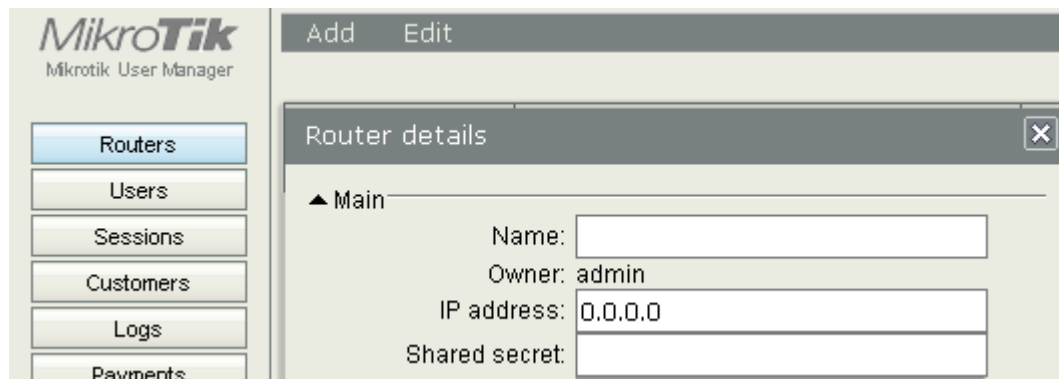 MikroTik
Mikrotik User Manager
Routers
Users
Sessions
Customers
Logs
Payments
Add Edit
Router details
Main
Name:
Owner: admin
IP address: 0.0.0.0
Shared secret: